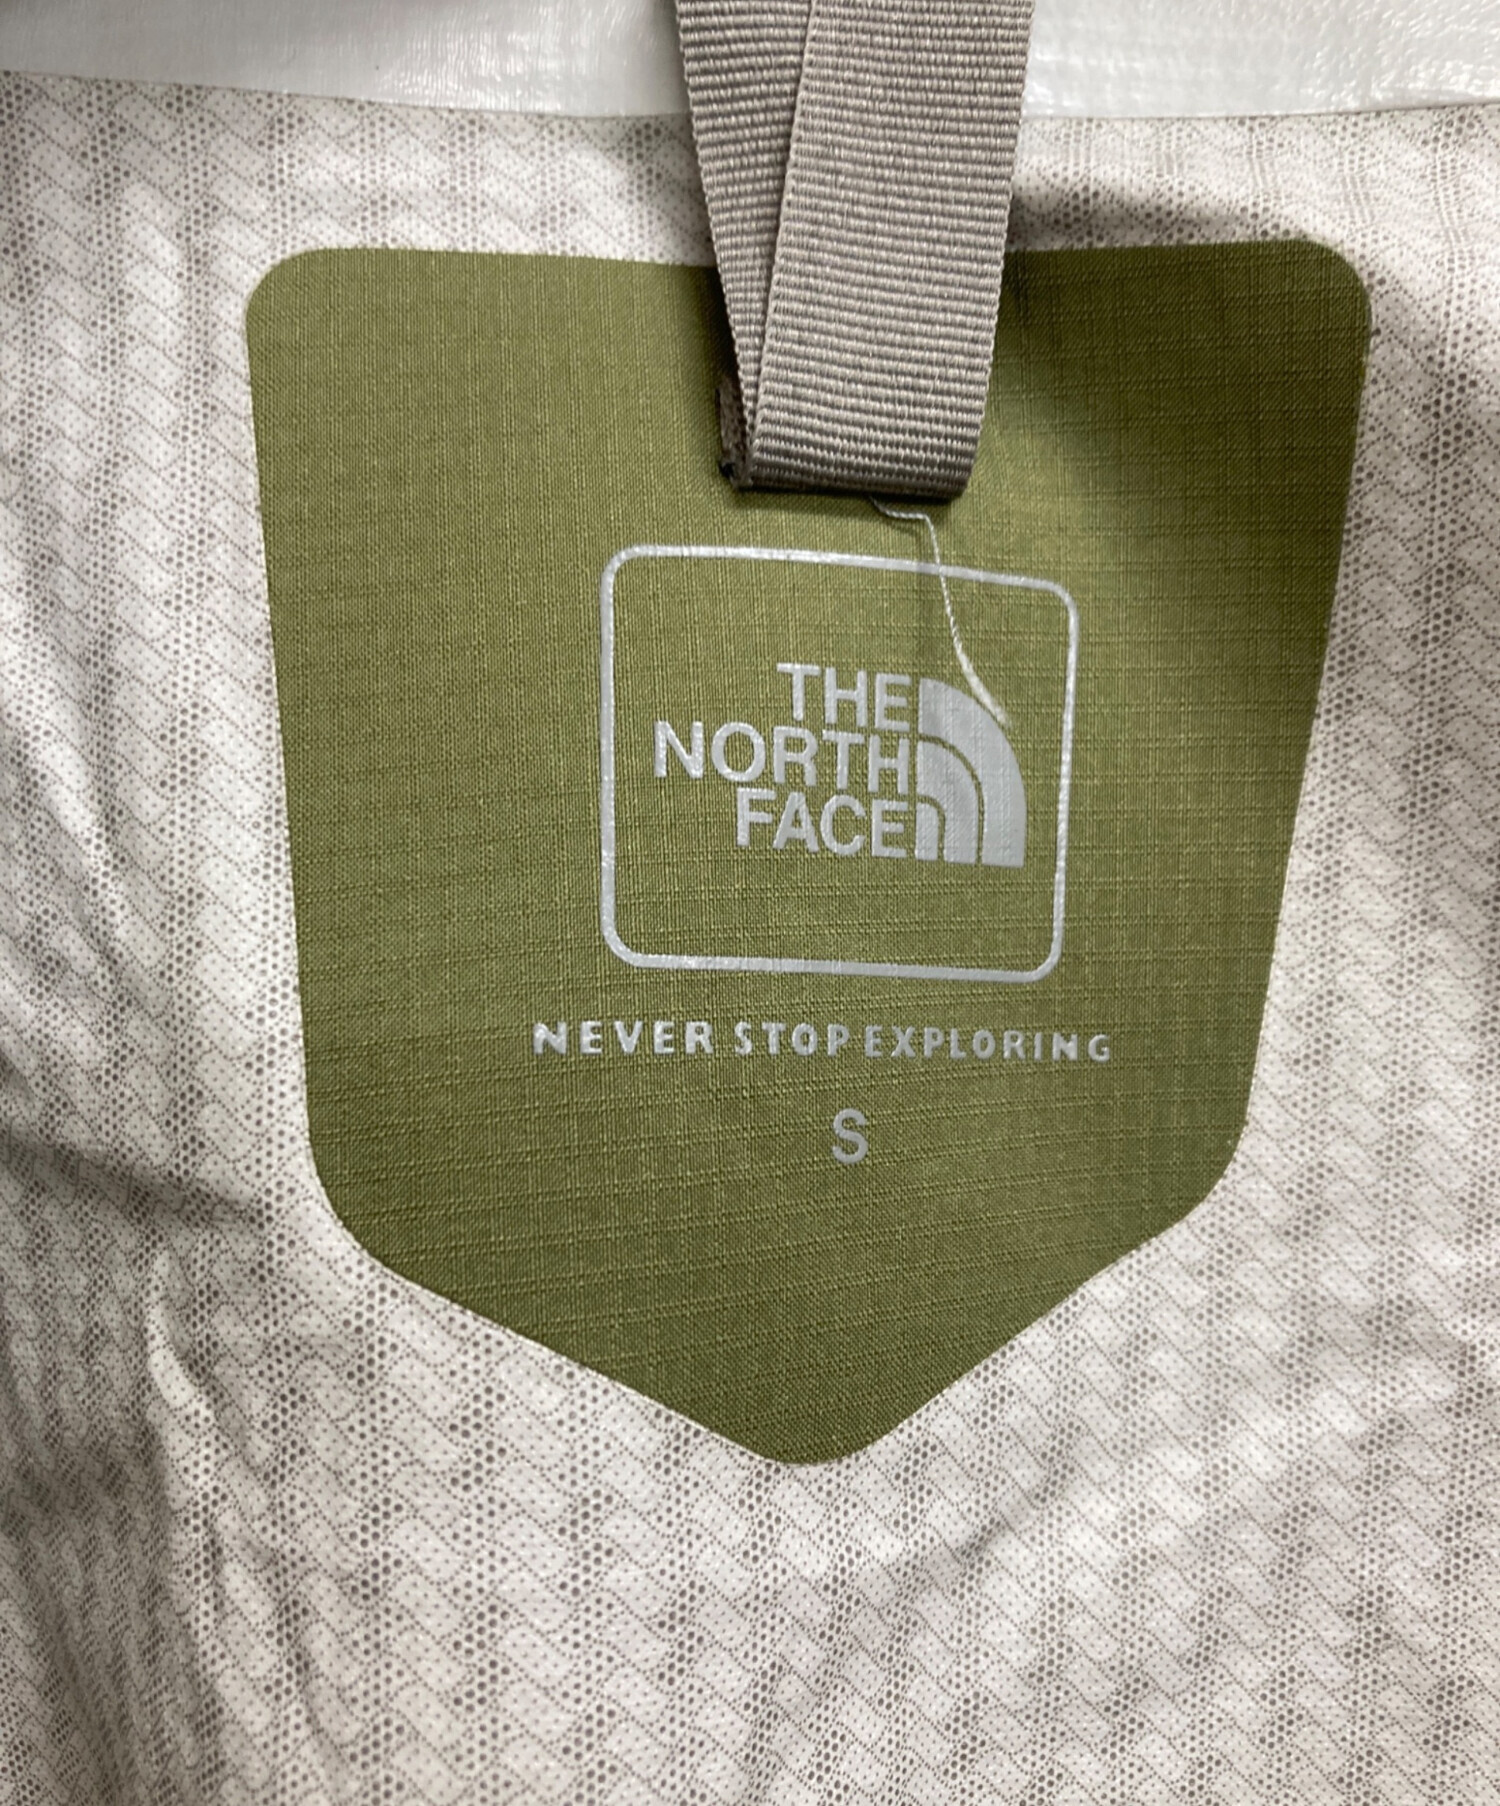 THE
NORTH
FACE
NEVER STOP EXPLORING
S